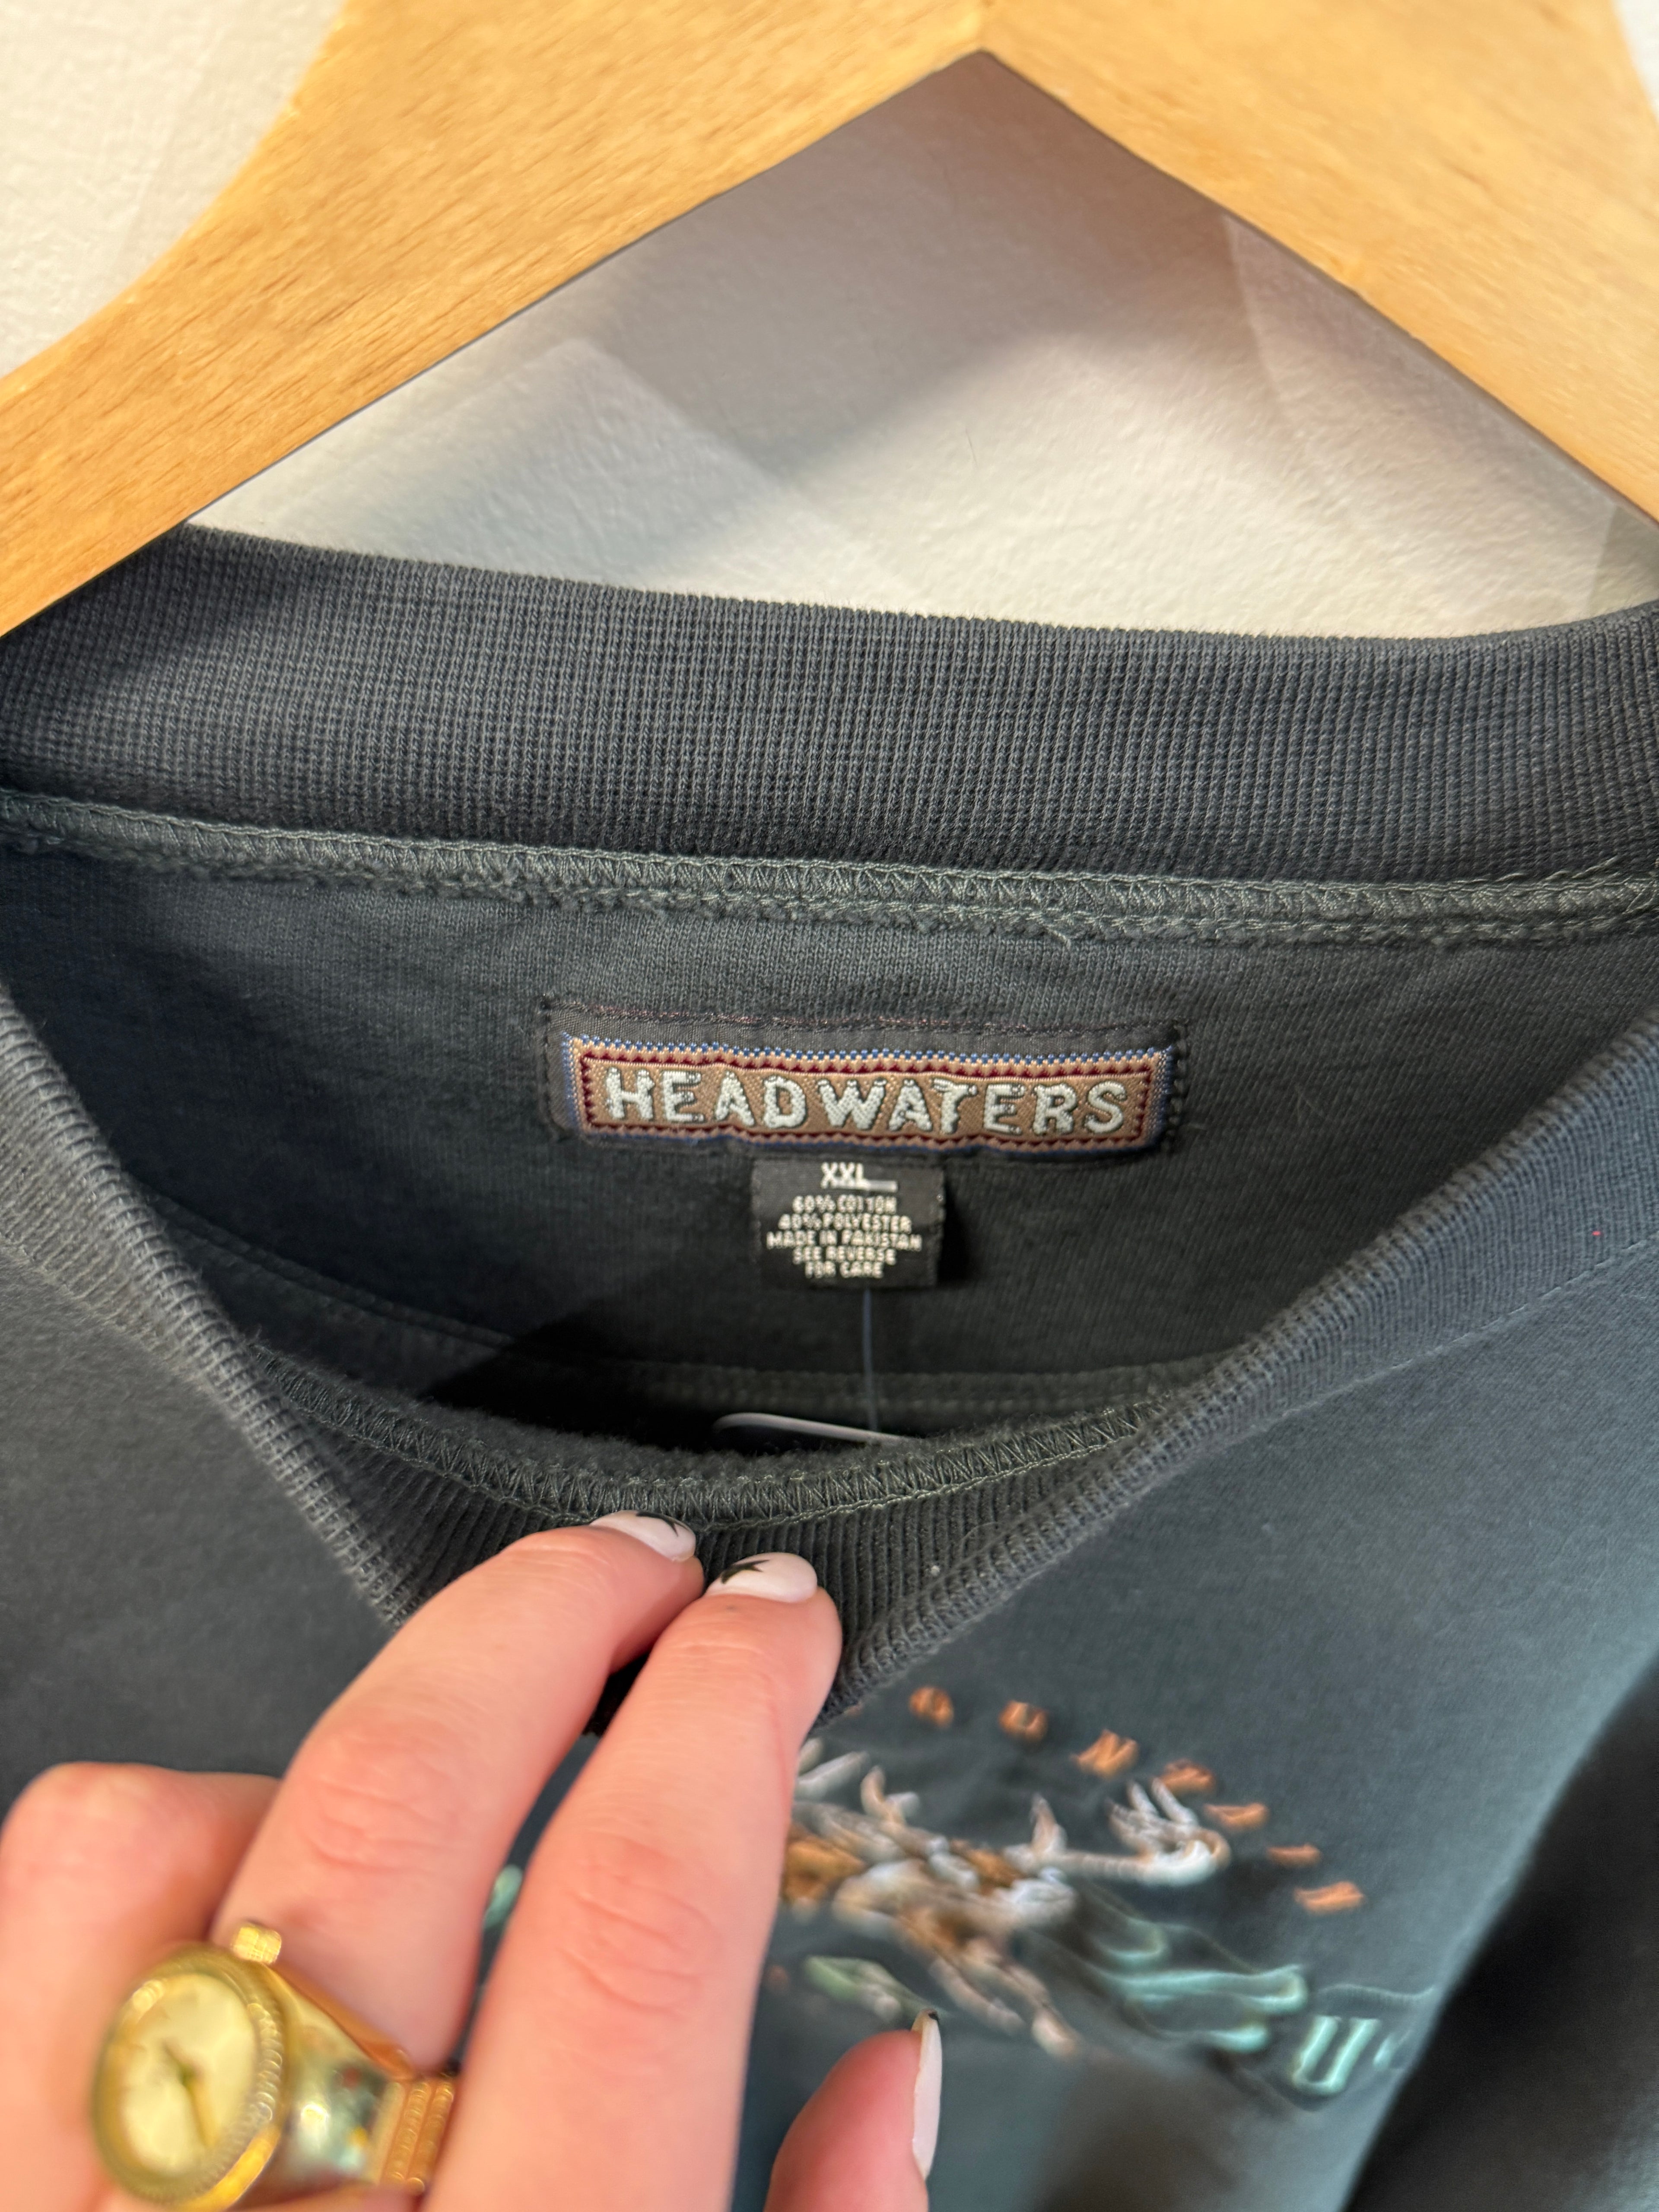 HEADWATERS
XXL
60% COTTON
40% POLYESTER
MADE IN PAKISTAN
SEE REVERSE
FOR CARE